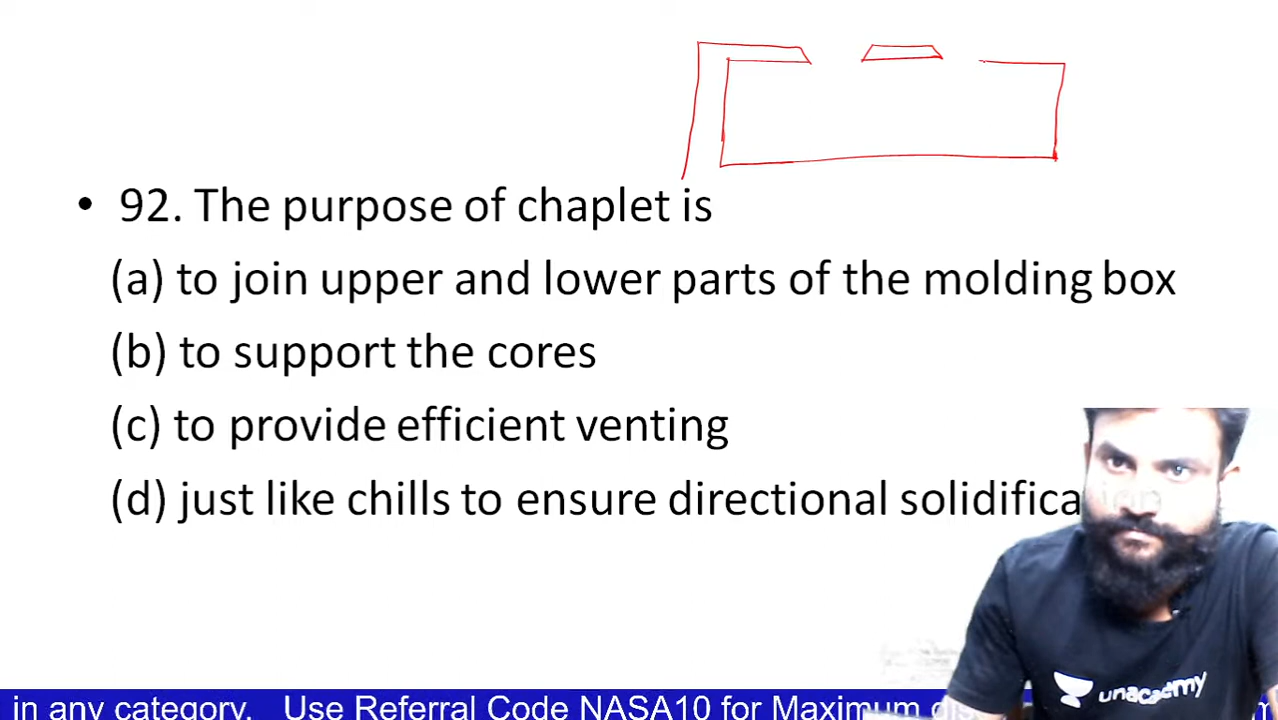 • 92. The purpose of chaplet is
(a) to join upper and lower parts of the molding box
(b) to support the cores
(c) to provide efficient venting
(d) just like chills to ensure directional solidification
unacademy
in any category. Use Referral Code NASA10 for Maximum